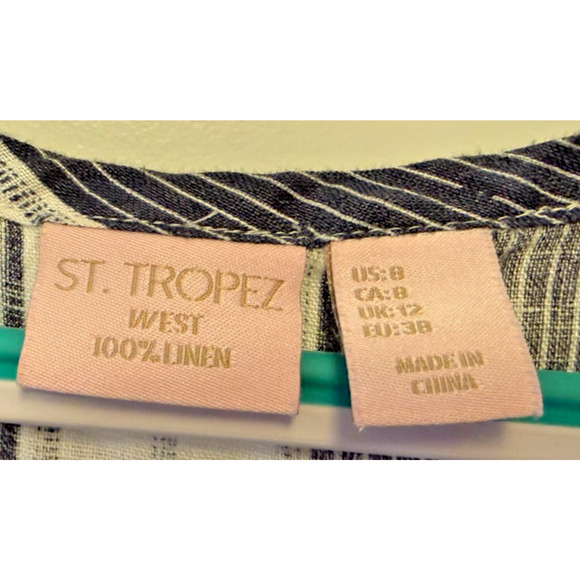 ST. TROPEZ
WEST
100% LINEN
US:8
CA:8
UK:12
EU:38
MADE IN
CHINA